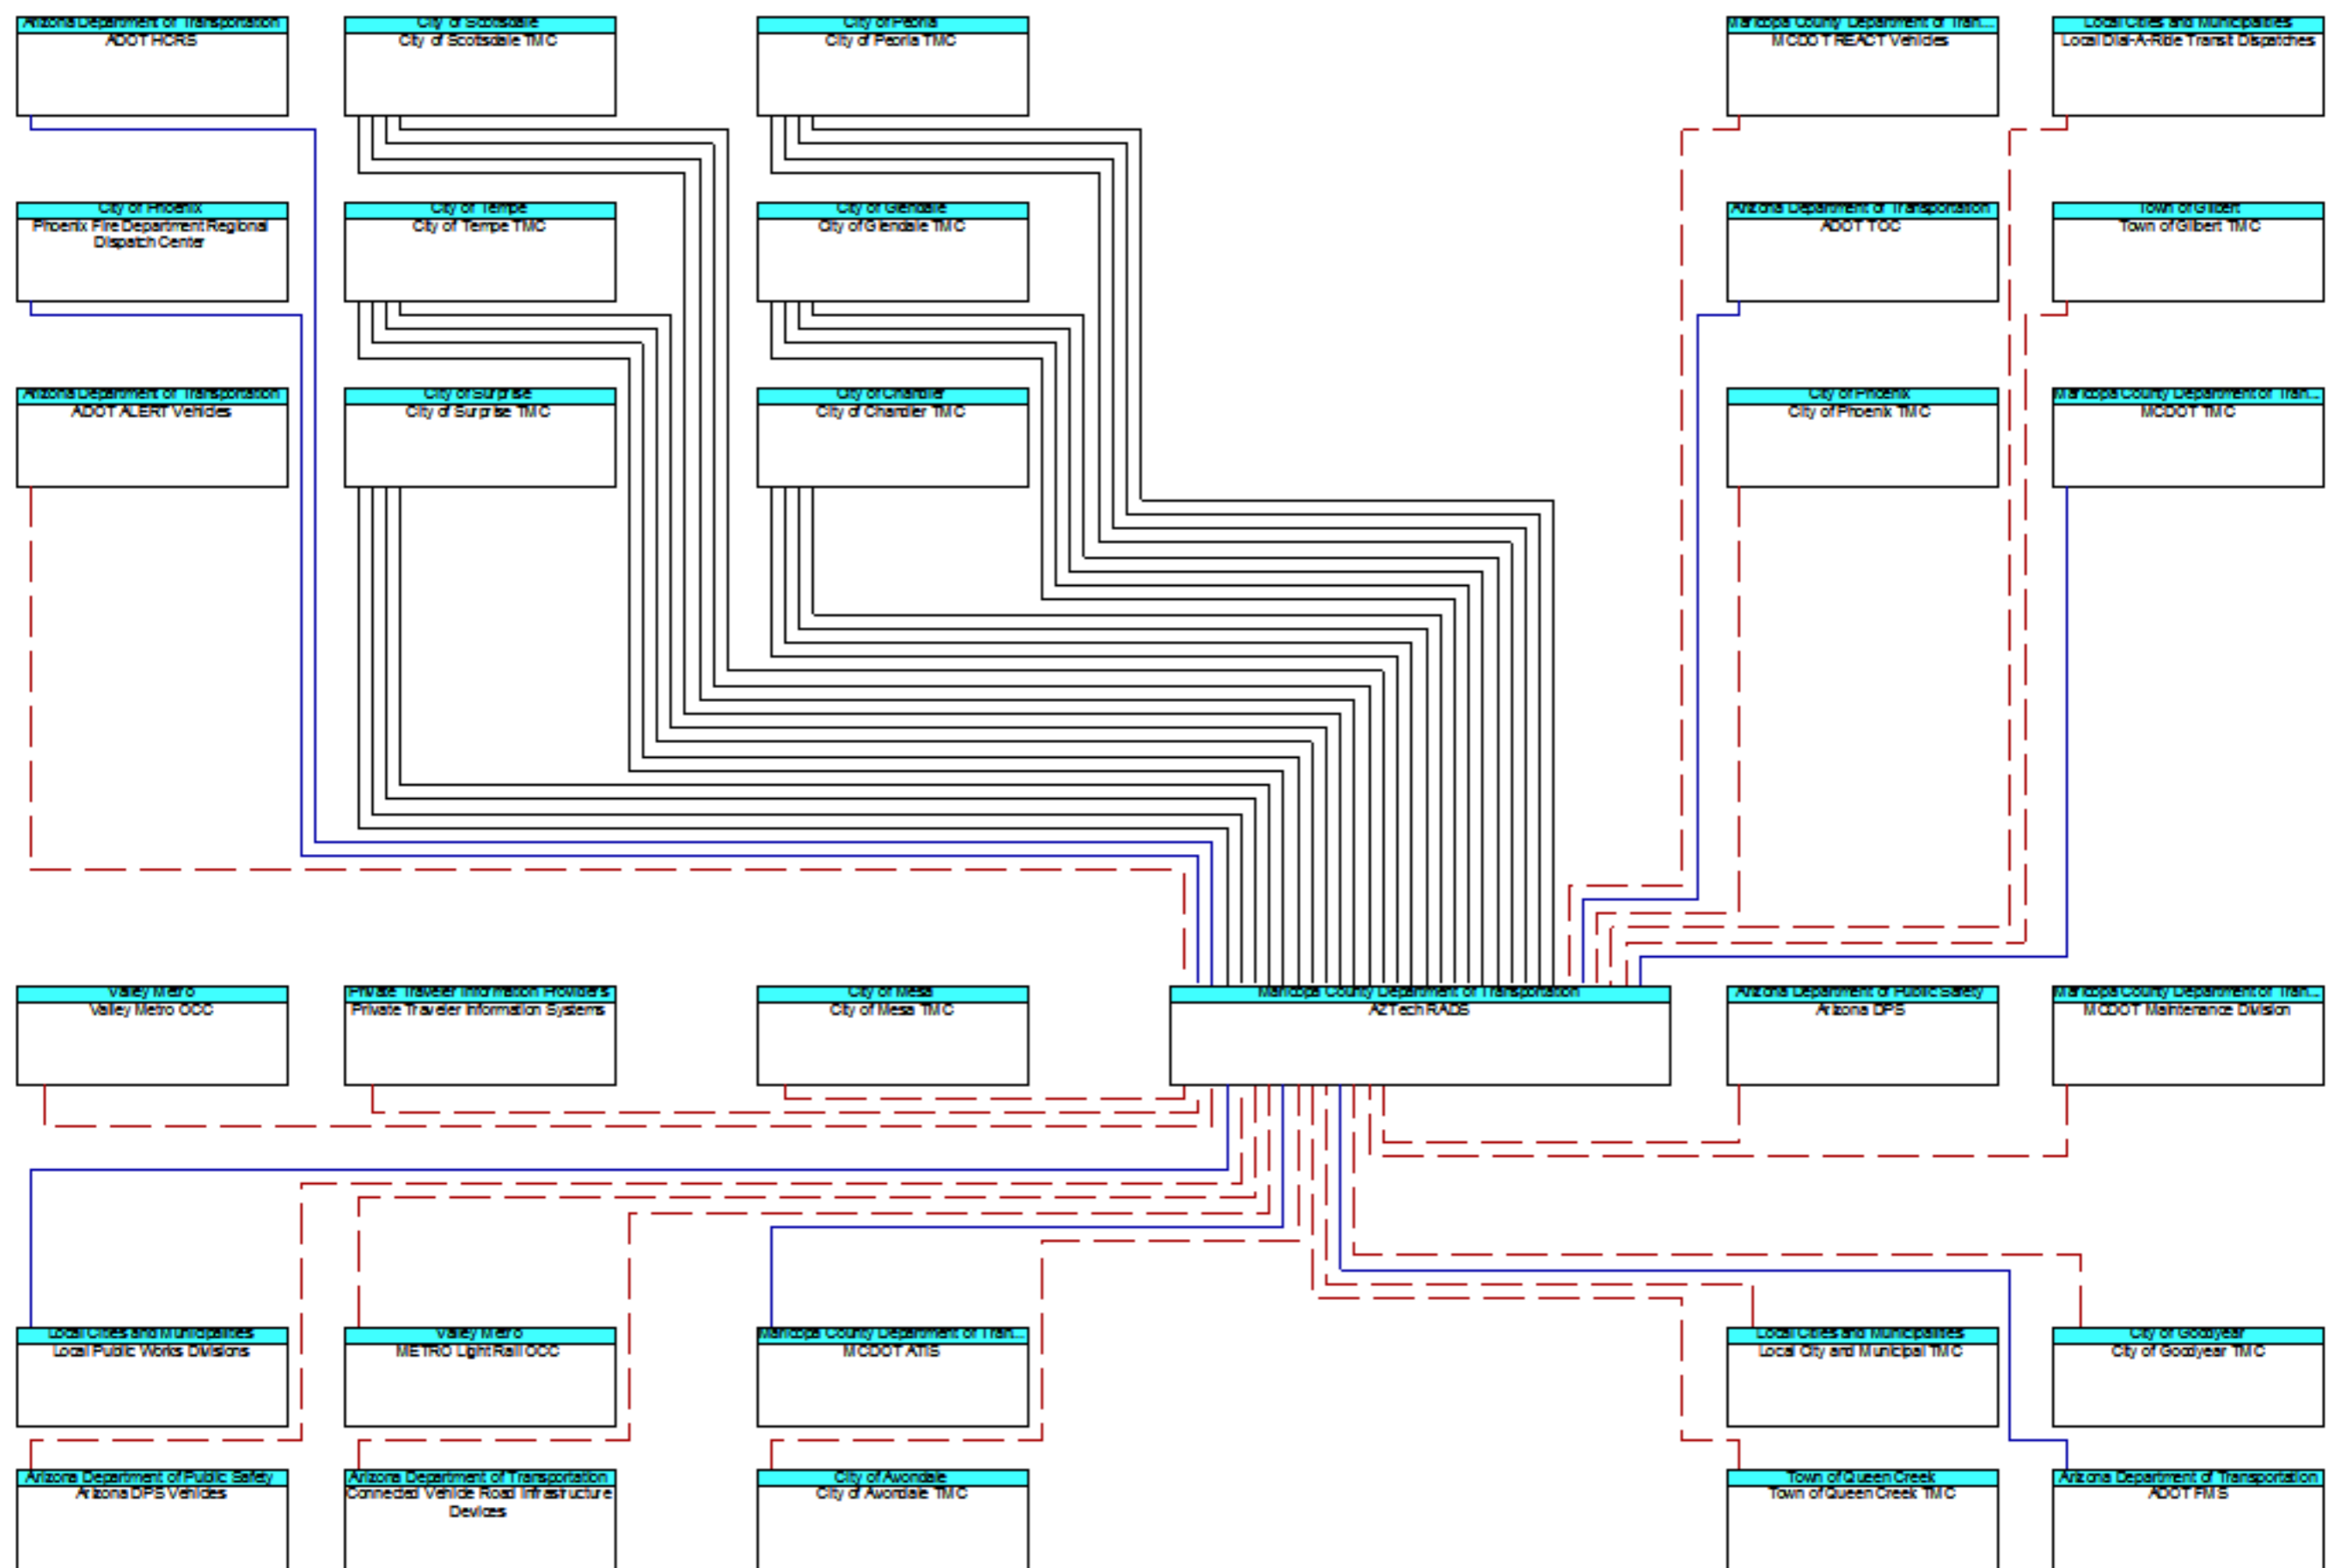 Arizona Department of Transportation
ADOT HCRS
City of Scottsdale
City of Scottsdale TMC
City of Peoria
City of Peoria TMC
Maricopa County Department of Tran...
MCDOT REACT Vehicles
Local Cities and Municipalities
Local Dial-A-Ride Transit Dispatches
City of Phoenix
Phoenix Fire Department Regional
Dispatch Center
City of Tempe
City of Tempe TMC
City of Glendale
City of Glendale TMC
Arizona Department of Transportation
ADOT TOC
Town of Gilbert
Town of Gilbert TMC
Arizona Department of Transportation
ADOT ALERT Vehicles
City of Surprise
City of Surprise TMC
City of Chandler
City of Chandler TMC
City of Phoenix
City of Phoenix TMC
Maricopa County Department of Tran...
MCDOT TMC
Valley Metro
Valley Metro OCC
Private Traveler Information Providers
Private Traveler Information Systems
City of Mesa
City of Mesa TMC
Maricopa County Department of Transportation
AZTech RADS
Arizona Department of Public Safety
Arizona DPS
Maricopa County Department of Tran...
MCDOT Maintenance Division
Local Cities and Municipalities
Local Public Works Divisions
Valley Metro
METRO Light Rail OCC
Maricopa County Department of Tran...
MCDOT ATIS
Local Cities and Municipalities
Local City and Municipal TMC
City of Goodyear
City of Goodyear TMC
Arizona Department of Public Safety
Arizona DPS Vehicles
Arizona Department of Transportation
Connected Vehicle Road Infrastructure
Devices
City of Avondale
City of Avondale TMC
Town of Queen Creek
Town of Queen Creek TMC
Arizona Department of Transportation
ADOT FMS